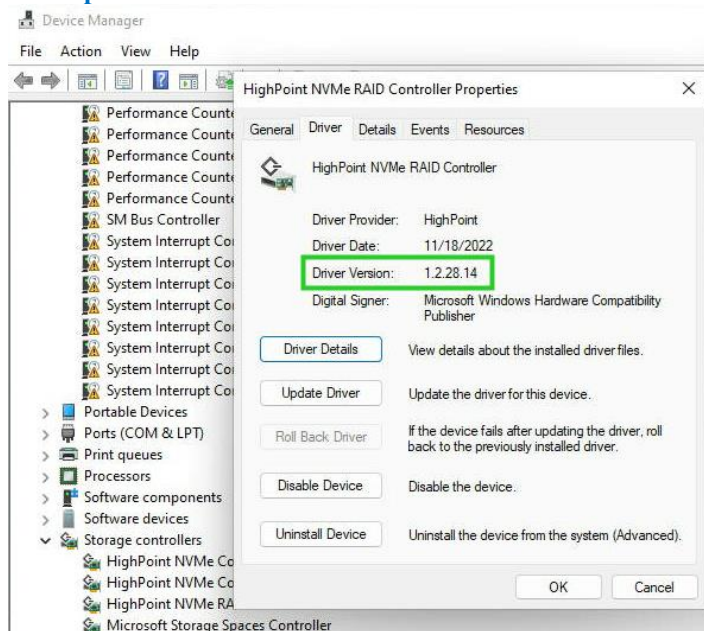 Device Manager
File Action View Help
Performance Counte
Performance Counte
Performance Counte
Performance Counte
Performance Counte
SM Bus Controller
System Interrupt Co
System Interrupt Co
System Interrupt Co
System Interrupt Co
System Interrupt Co
System Interrupt Co
System Interrupt Co
System Interrupt Co
Portable Devices
Ports (COM & LPT)
Print queues
Processors
Software components
Software devices
Storage controllers
HighPoint NVMe Co
HighPoint NVMe Co
HighPoint NVMe RA
Microsoft Storage Spaces Controller
HighPoint NVMe RAID Controller Properties
General Driver Details Events Resources
HighPoint NVMe RAID Controller
Driver Provider: HighPoint
Driver Date: 11/18/2022
Driver Version: 1.2.28.14
Digital Signer: Microsoft Windows Hardware Compatibility
Publisher
Driver Details View details about the installed driver files.
Update Driver Update the driver for this device.
Roll Back Driver If the device fails after updating the driver, roll
back to the previously installed driver.
Disable Device Disable the device.
Uninstall Device Uninstall the device from the system (Advanced).
OK Cancel